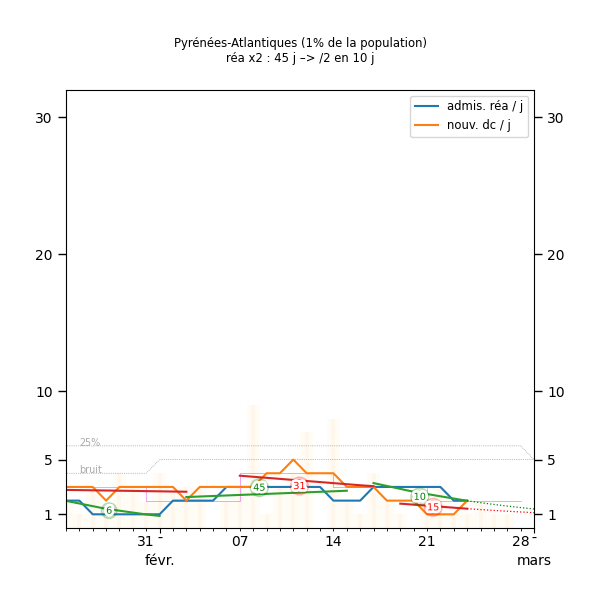 Pyrénées-Atlantiques (1% de la population)
réa x2 : 45 j –> /2 en 10 j
admis. réa / j
nouv. dc / j
30 30
20 20
10 10
25%
5 5
bruit
45 31
10
6 15
1 1
31 - 07 14 21 28 -
févr. mars